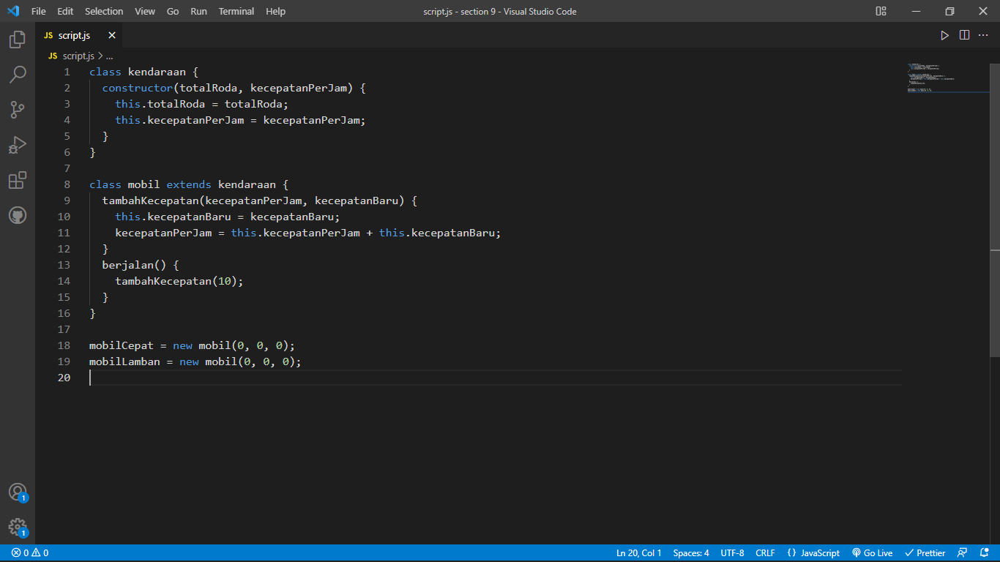 File Edit Selection View Go Run Terminal Help script.js - section 9 - Visual Studio Code
JS script.js
JS script.js > ...
1 class kendaraan {
2 constructor(totalRoda, kecepatanPerJam) {
3 this.totalRoda = totalRoda;
4 this.kecepatanPerJam = kecepatanPerJam;
5 }
6 }
7
8 class mobil extends kendaraan {
9 tambahKecepatan(kecepatanPerJam, kecepatanBaru) {
10 this.kecepatanBaru = kecepatanBaru;
11 kecepatanPerJam = this.kecepatanPerJam + this.kecepatanBaru;
12 }
13 berjalan() {
14 tambahKecepatan(10);
15 }
16 }
17
18 mobilCepat = new mobil(0, 0, 0);
19 mobilLamban = new mobil(0, 0, 0);
20
1
1
0 0 Ln 20, Col 1 Spaces: 4 UTF-8 CRLF {} JavaScript Go Live Prettier